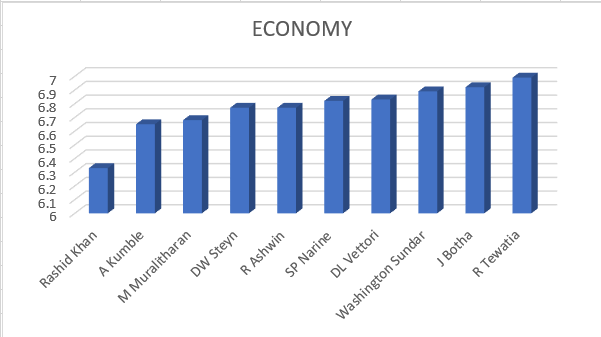 ECONOMY
7
6.9
6.8
6.7
6.6
6.5
6.4
6.3
6.2
6.1
6
Rashid Khan
A Kumble
M Muralitharan
DW Steyn
R Ashwin
SP Narine
DL Vettori
Washington Sundar
J Botha
R Tewatia